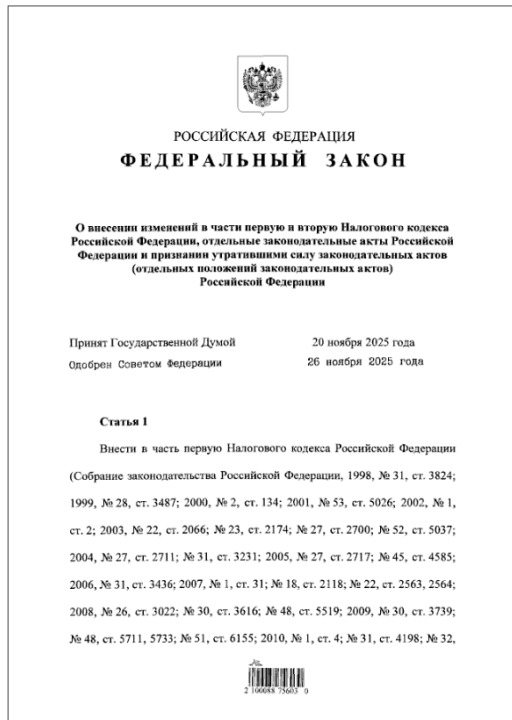 РОССИЙСКАЯ ФЕДЕРАЦИЯ
ФЕДЕРАЛЬНЫЙ ЗАКОН
О внесении изменений в части первую и вторую Налогового кодекса
Российской Федерации, отдельные законодательные акты Российской
Федерации и признании утратившими силу законодательных актов
(отдельных положений законодательных актов)
Российской Федерации
Принят Государственной Думой 20 ноября 2025 года
Одобрен Советом Федерации 26 ноября 2025 года
Статья 1
Внести в часть первую Налогового кодекса Российской Федерации
(Собрание законодательства Российской Федерации, 1998, № 31, ст. 3824;
1999, № 28, ст. 3487; 2000, № 2, ст. 134; 2001, № 53, ст. 5026; 2002, № 1,
ст. 2; 2003, № 22, ст. 2066; № 23, ст. 2174; № 27, ст. 2700; № 52, ст. 5037;
2004, № 27, ст. 2711; № 31, ст. 3231; 2005, № 27, ст. 2717; № 45, ст. 4585;
2006, № 31, ст. 3436; 2007, № 1, ст. 31; № 18, ст. 2118; № 22, ст. 2563, 2564;
2008, № 26, ст. 3022; № 30, ст. 3616; № 48, ст. 5519; 2009, № 30, ст. 3739;
№ 48, ст. 5711, 5733; № 51, ст. 6155; 2010, № 1, ст. 4; № 31, ст. 4198; № 32,
2 100088 75603 0